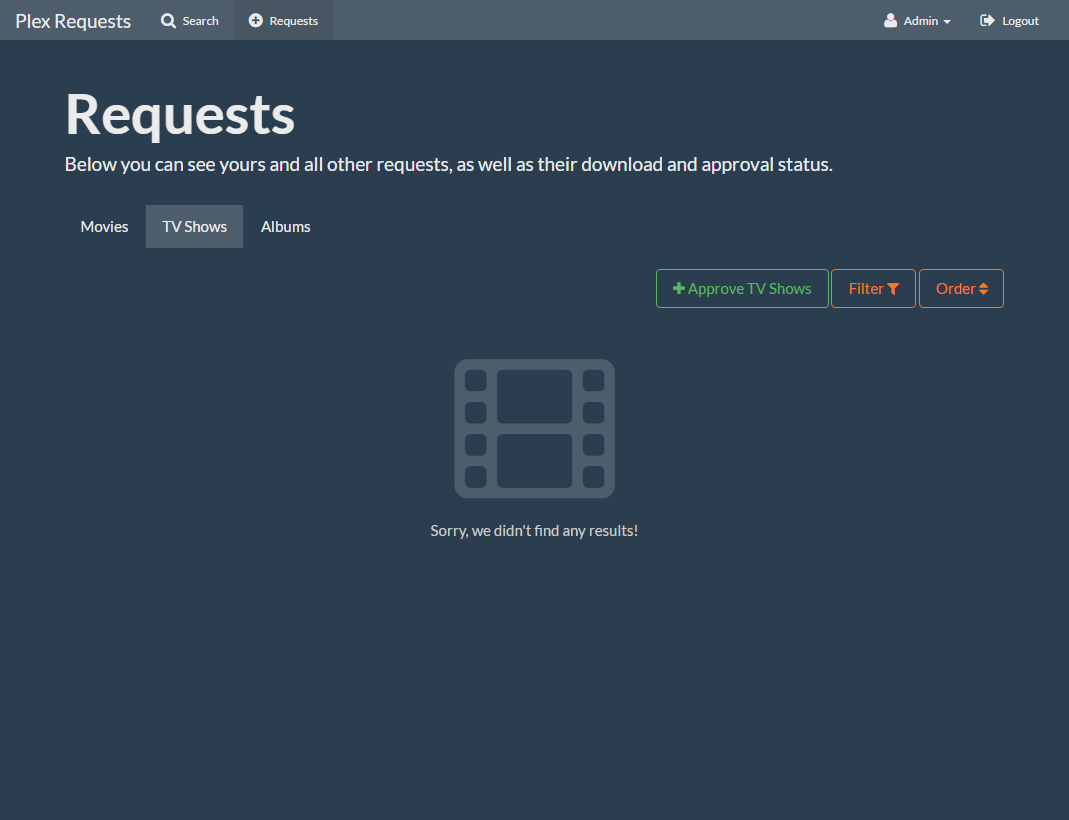 Plex Requests Search Requests Admin Logout
Requests
Below you can see yours and all other requests, as well as their download and approval status.
Movies TV Shows Albums
Approve TV Shows Filter Order
Sorry, we didn't find any results!